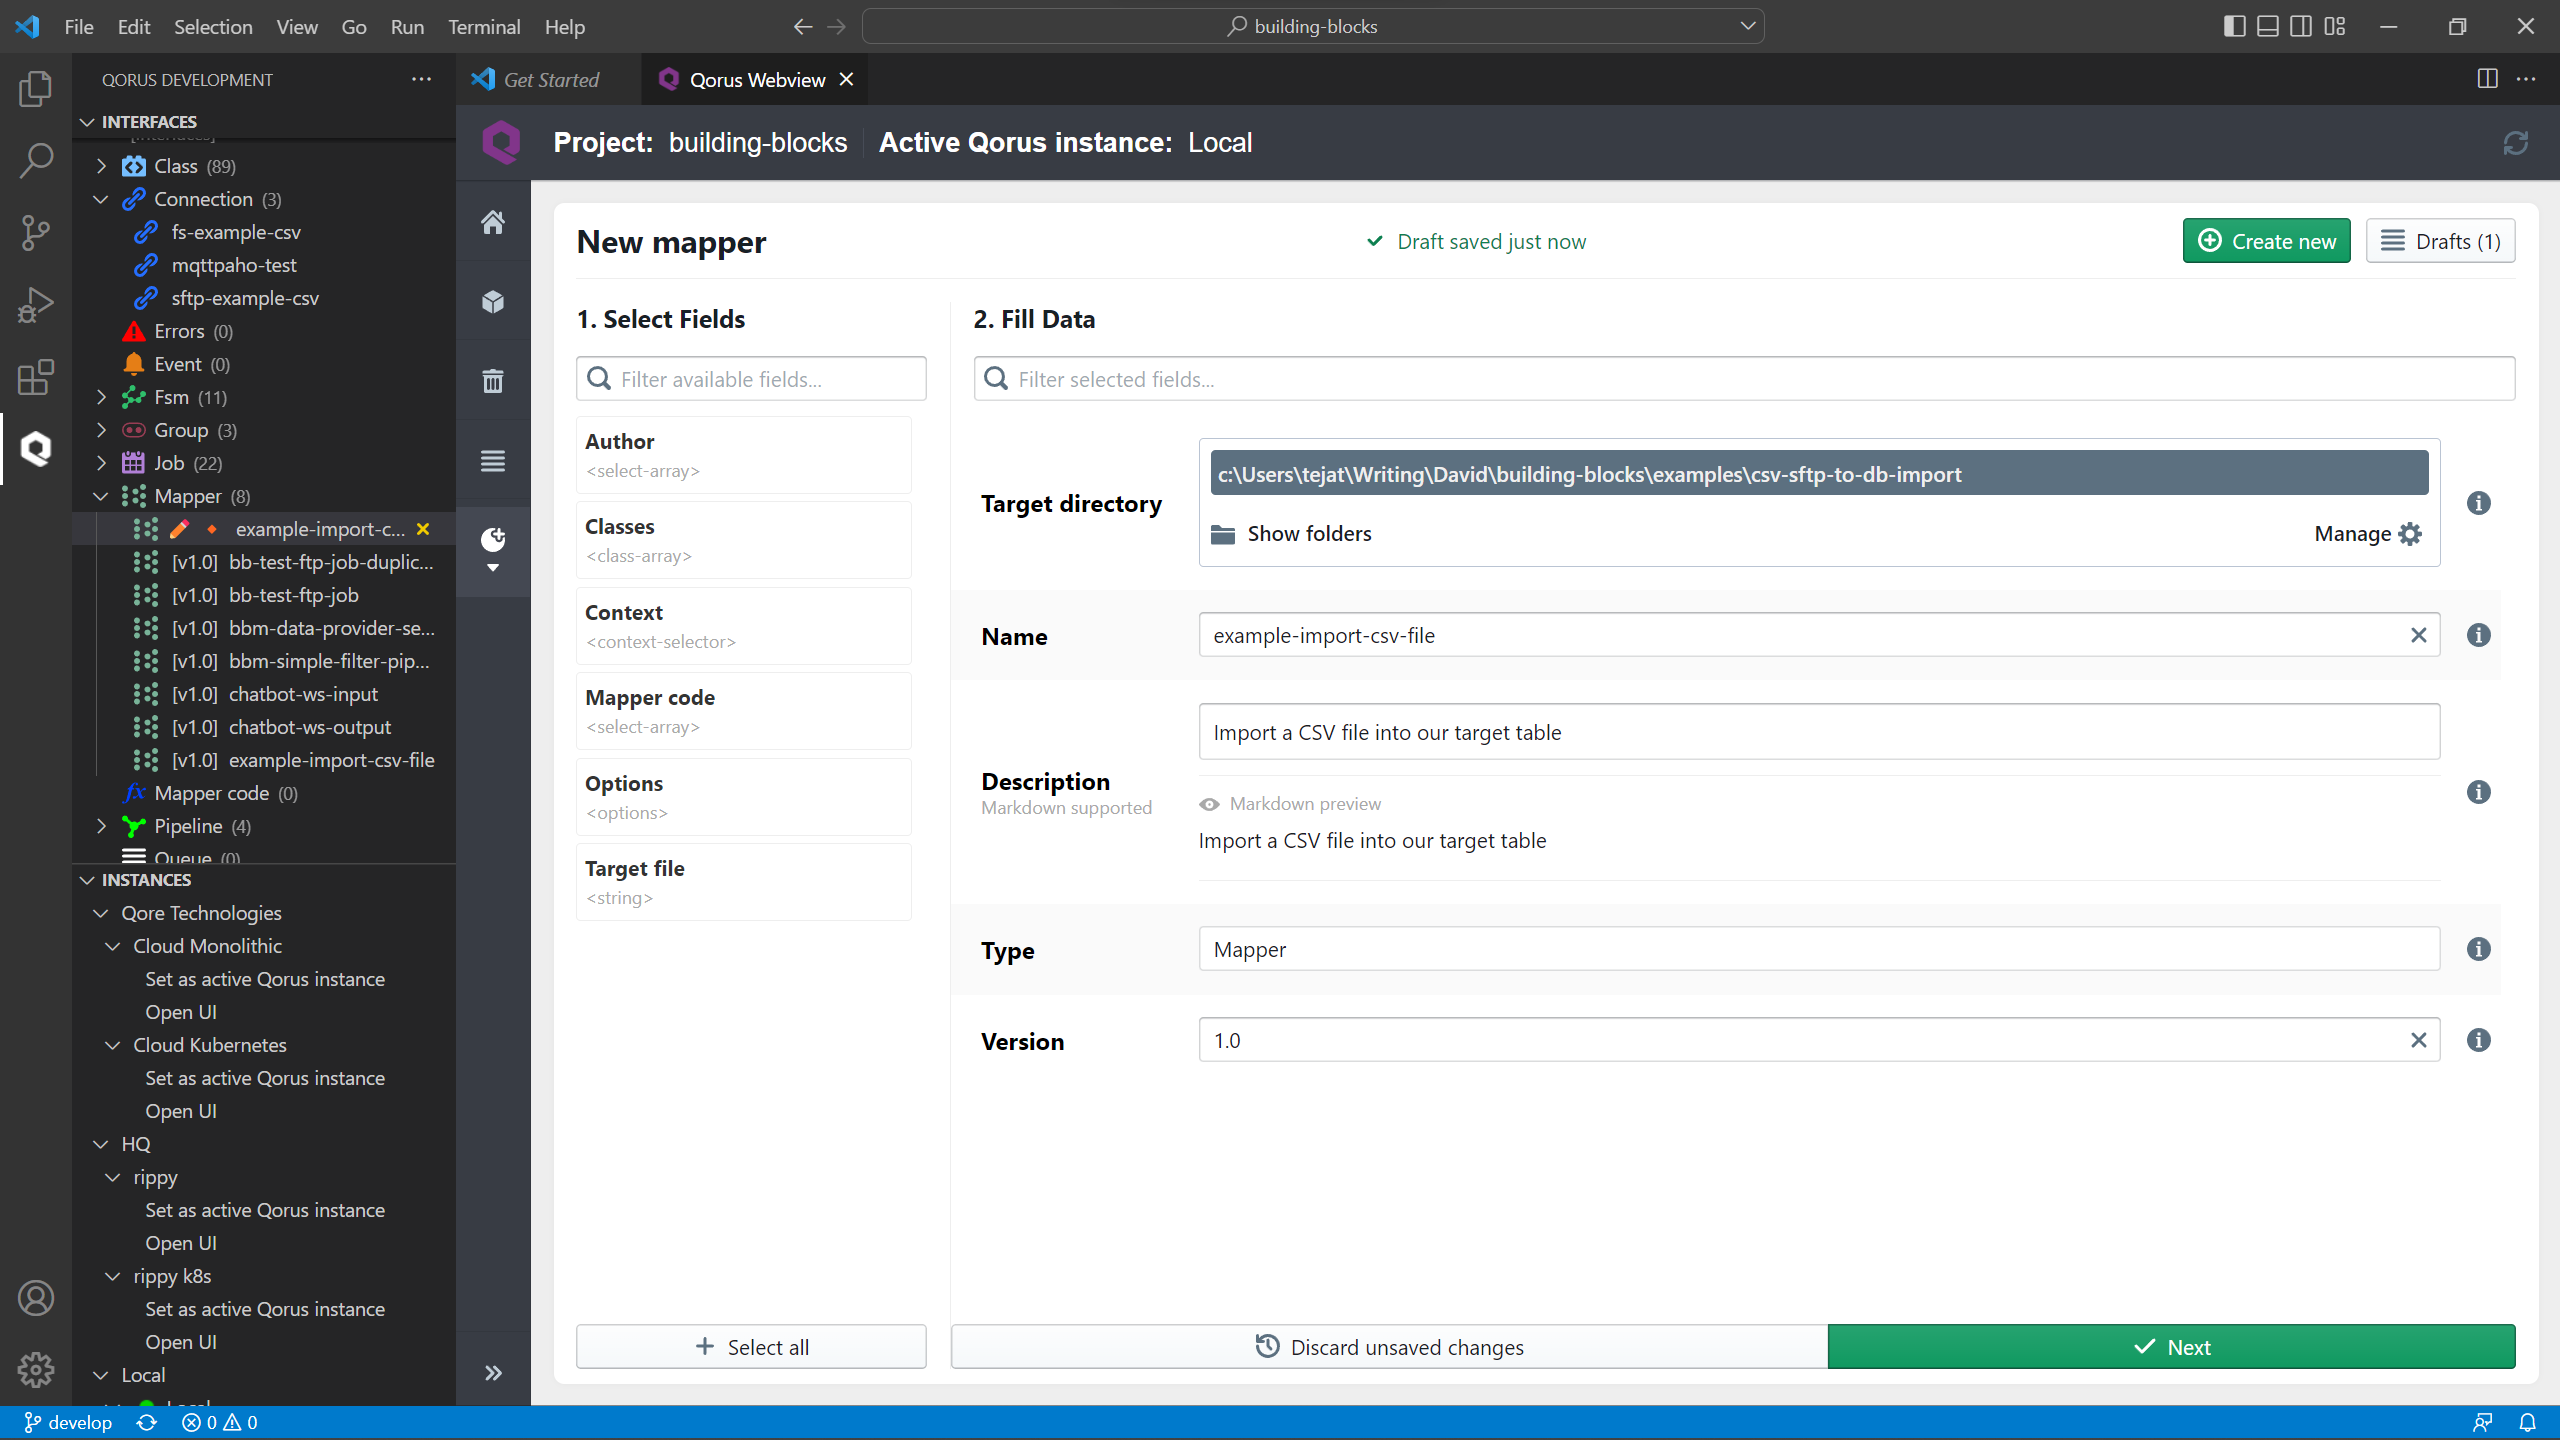 File Edit Selection View Go Run Terminal Help
building-blocks
QORUS DEVELOPMENT
Get Started
Qorus Webview
INTERFACES
[interfaces]
Class (89)
Connection (3)
fs-example-csv
mqttpaho-test
sftp-example-csv
Errors (0)
Event (0)
Fsm (11)
Group (3)
Job (22)
Mapper (8)
example-import-c...
[v1.0] bb-test-ftp-job-duplic...
[v1.0] bb-test-ftp-job
[v1.0] bbm-data-provider-se...
[v1.0] bbm-simple-filter-pip...
[v1.0] chatbot-ws-input
[v1.0] chatbot-ws-output
[v1.0] example-import-csv-file
Mapper code (0)
Pipeline (4)
Queue (0)
INSTANCES
Qore Technologies
Cloud Monolithic
Set as active Qorus instance
Open UI
Cloud Kubernetes
Set as active Qorus instance
Open UI
HQ
rippy
Set as active Qorus instance
Open UI
rippy k8s
Set as active Qorus instance
Open UI
Local
Local
Project: building-blocks Active Qorus instance: Local
New mapper
Draft saved just now
Create new
Drafts (1)
1. Select Fields
Filter available fields...
Author
<select-array>
Classes
<class-array>
Context
<context-selector>
Mapper code
<select-array>
Options
<options>
Target file
<string>
Select all
2. Fill Data
Filter selected fields...
Target directory
c:\Users\tejat\Writing\David\building-blocks\examples\csv-sftp-to-db-import
Show folders
Manage
Name
example-import-csv-file
Description
Markdown supported
Import a CSV file into our target table
Markdown preview
Import a CSV file into our target table
Type
Mapper
Version
1.0
Discard unsaved changes
Next
develop
0 0